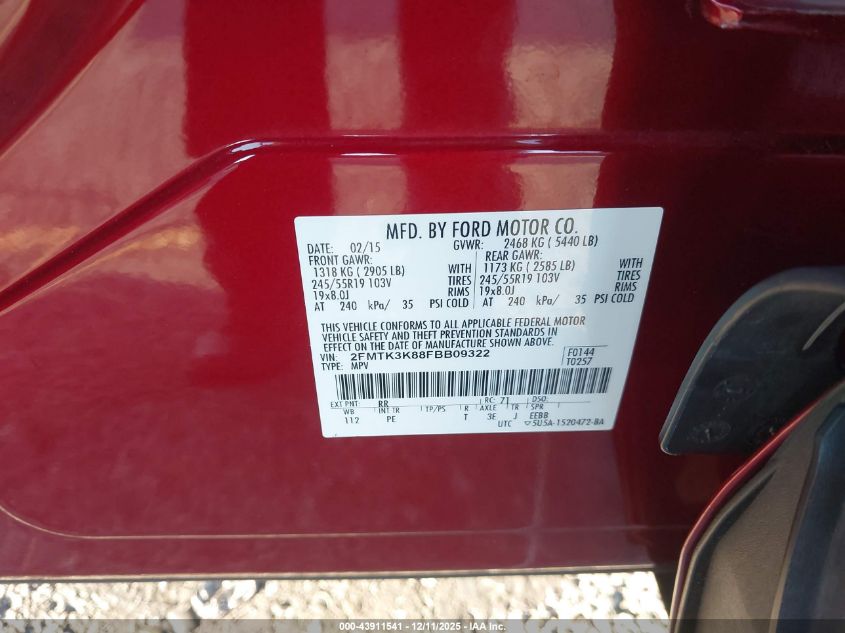 MFD. BY FORD MOTOR CO.
DATE: 02/15 GVWR: 2468 KG ( 5440 LB)
FRONT GAWR: REAR GAWR:
1318 KG ( 2905 LB) WITH 1173 KG ( 2585 LB) WITH
245/55R19 103V TIRES 245/55R19 103V TIRES
19x8.0J RIMS 19x8.0J RIMS
AT 240 kPa/ 35 PSI COLD AT 240 kPa/ 35 PSI COLD
THIS VEHICLE CONFORMS TO ALL APPLICABLE FEDERAL MOTOR
VEHICLE SAFETY AND THEFT PREVENTION STANDARDS IN
EFFECT ON THE DATE OF MANUFACTURE SHOWN ABOVE.
VIN: 2FMTK3K88FBB09322 F0144
TYPE: MPV T0257
EXT PNT: RR RC: 71 DSO:
WB INT TR TP/PS R AXLE TR SPR
112 PE T 3E J EEBB
UTC ▽5U5A-1520472-BA
000-43911541 - 12/11/2025 - IAA Inc.